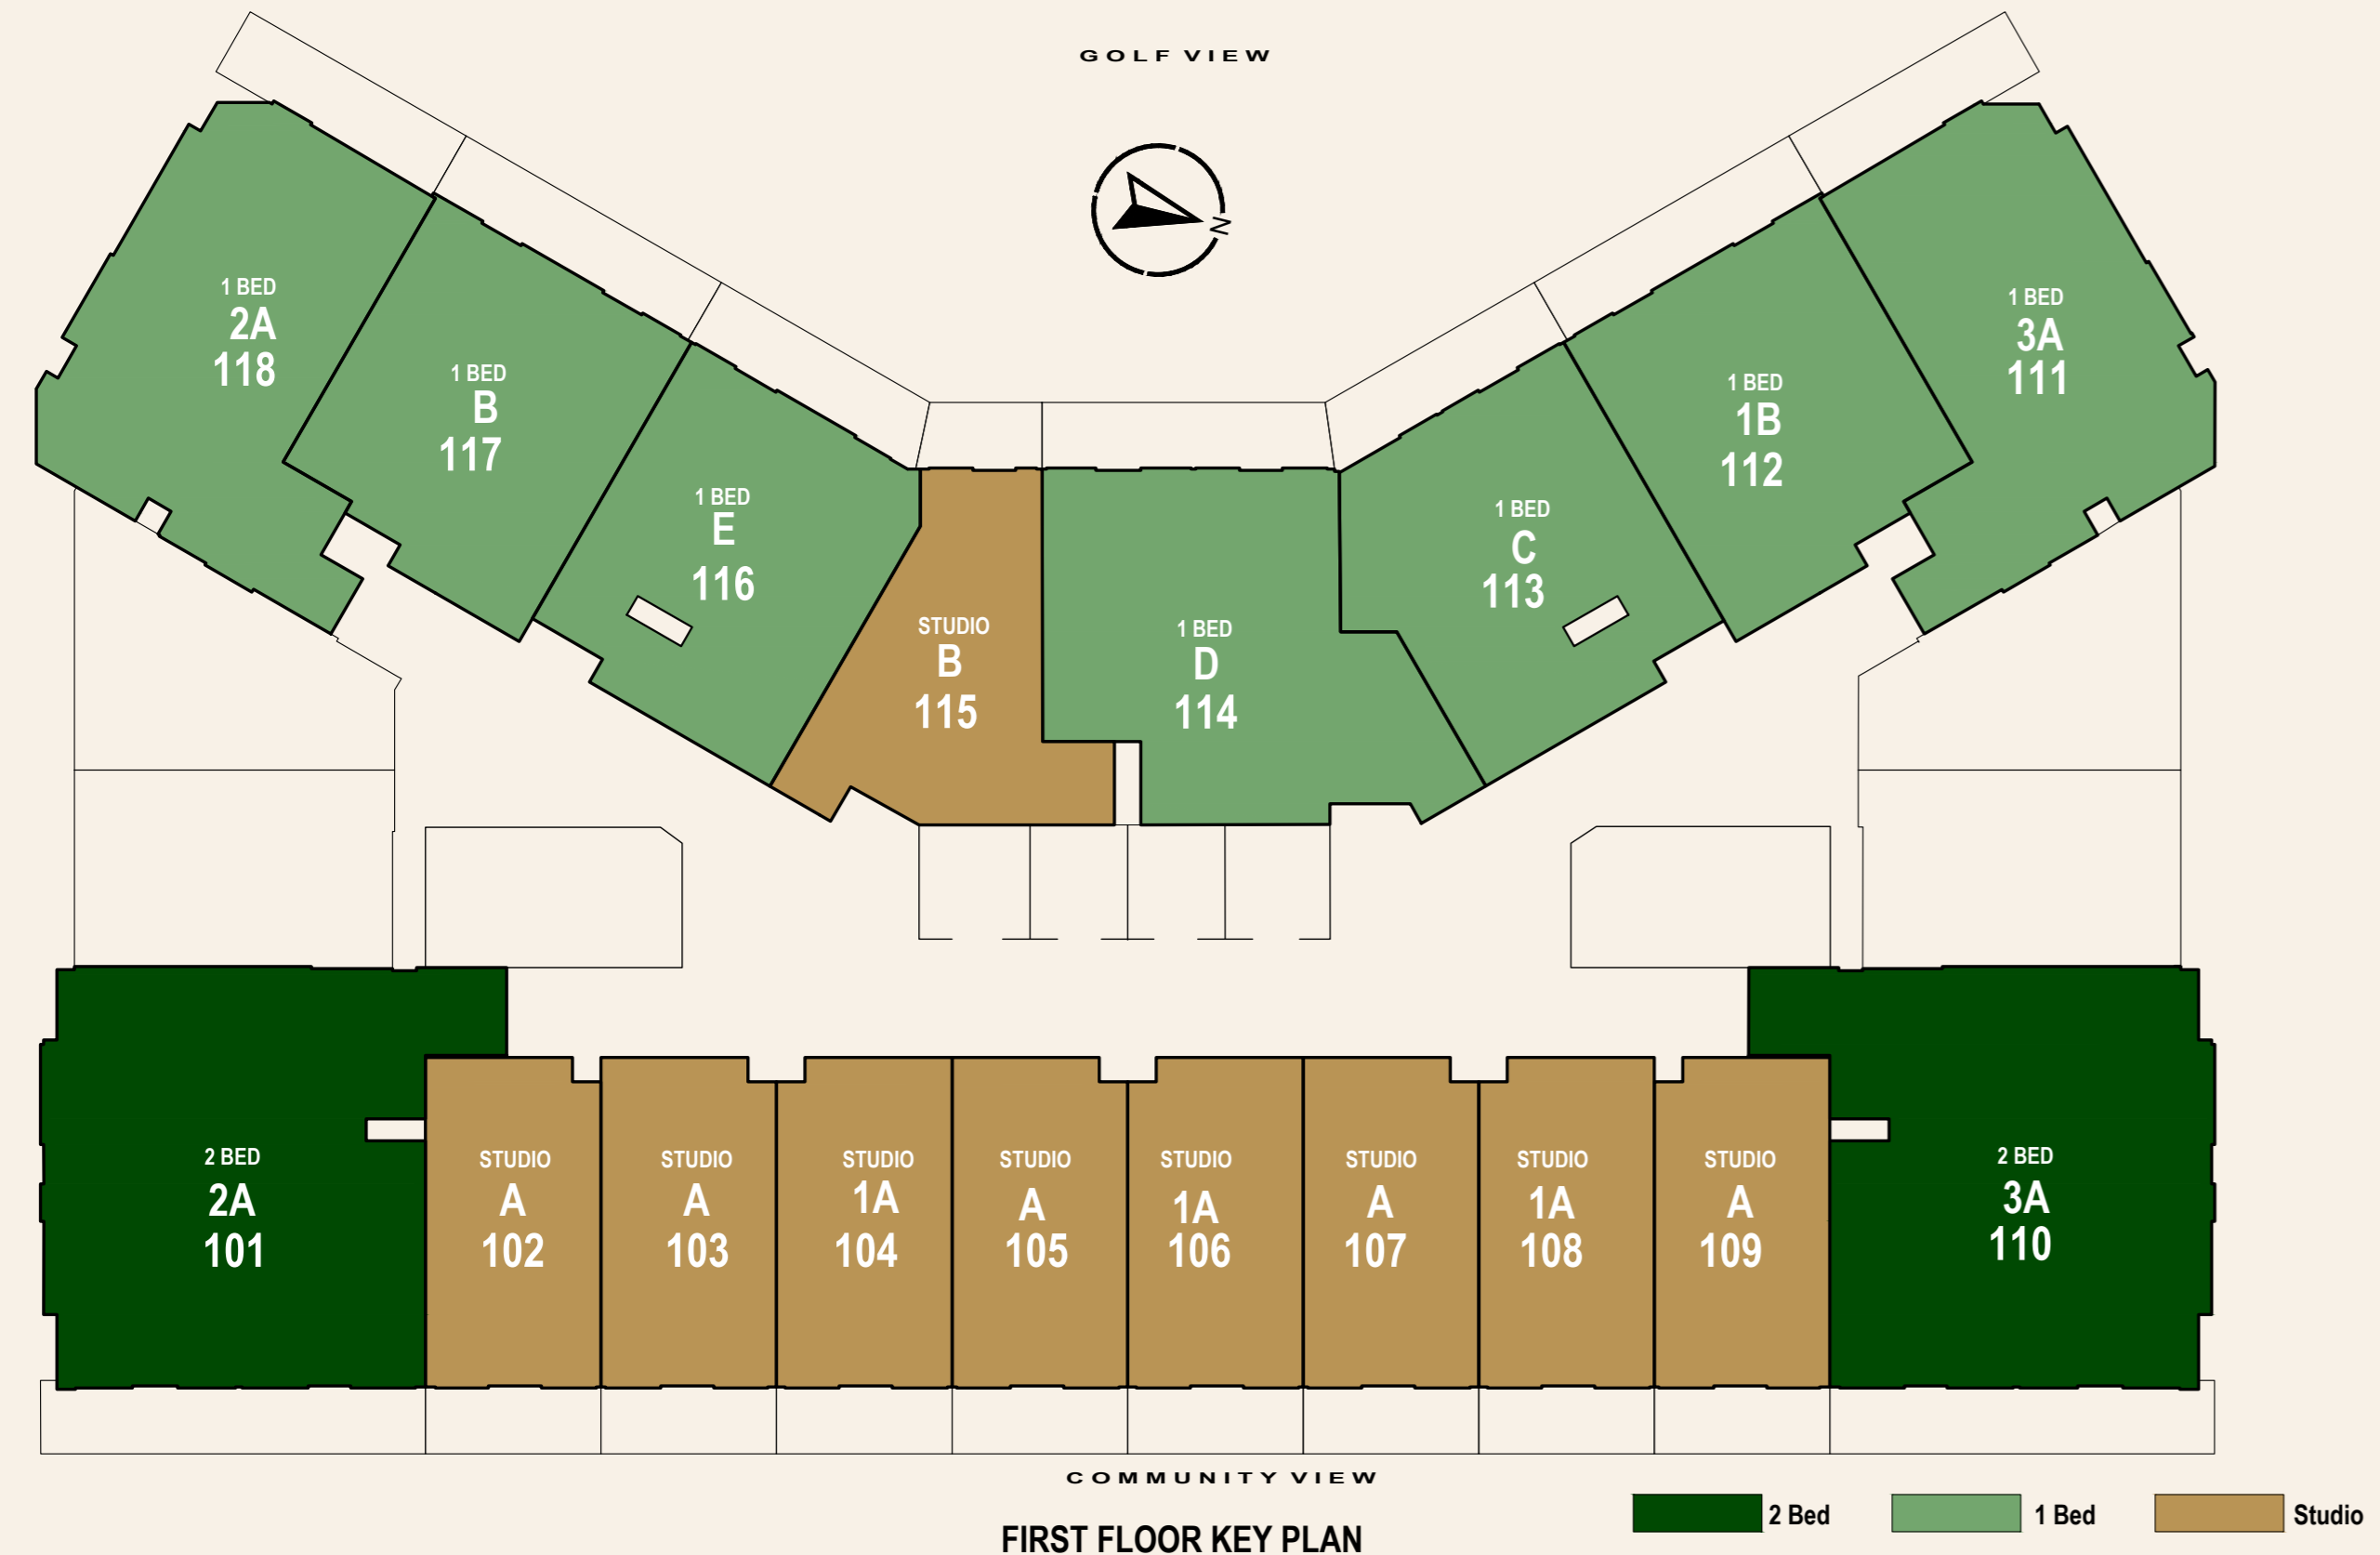 GOLF VIEW
N
1 BED
2A
118
1 BED
B
117
1 BED
E
116
STUDIO
B
115
1 BED
D
114
1 BED
C
113
1 BED
1B
112
1 BED
3A
111
2 BED
2A
101
STUDIO
A
102
STUDIO
A
103
STUDIO
1A
104
STUDIO
A
105
STUDIO
1A
106
STUDIO
A
107
STUDIO
1A
108
STUDIO
A
109
2 BED
3A
110
COMMUNITY VIEW
FIRST FLOOR KEY PLAN
2 Bed
1 Bed
Studio